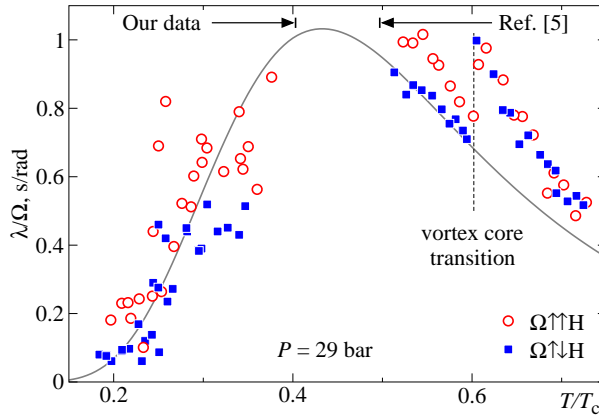 Our data
Ref. [5]
1
0.8
0.6
0.4
0.2
0
λ/Ω, s/rad
vortex core
transition
Ω⇈H
Ω⇅H
P = 29 bar
0.2
0.4
0.6
T/Tc